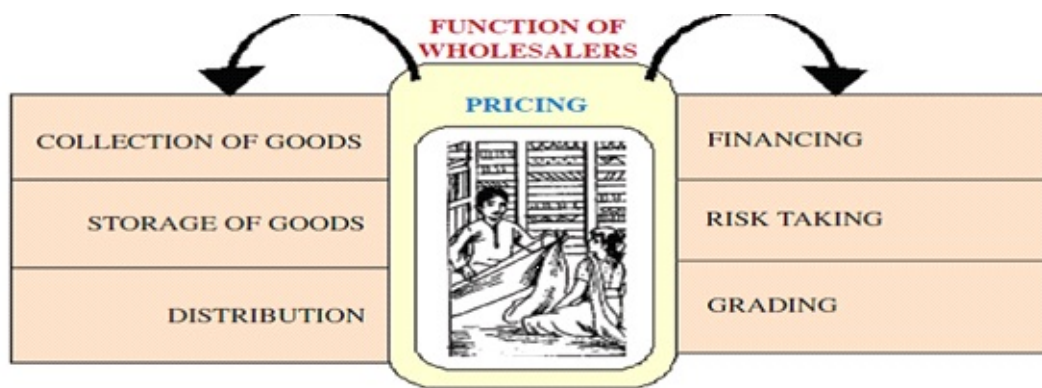 FUNCTION OF
WHOLESALERS
PRICING
COLLECTION OF GOODS
STORAGE OF GOODS
DISTRIBUTION
FINANCING
RISK TAKING
GRADING